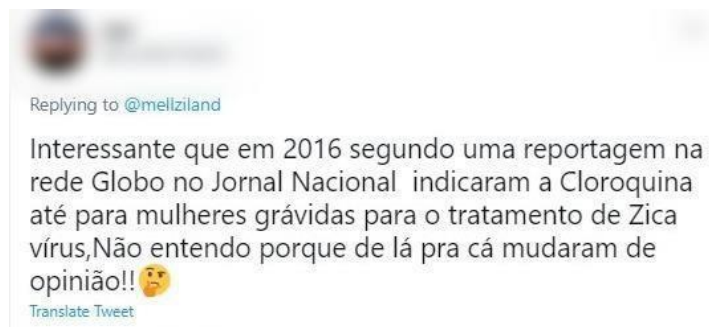 Replying to @mellziland
Interessante que em 2016 segundo uma reportagem na
rede Globo no Jornal Nacional  indicaram a Cloroquina
até para mulheres grávidas para o tratamento de Zica
vírus,Não entendo porque de lá pra cá mudaram de
opinião!!🤔
Translate Tweet